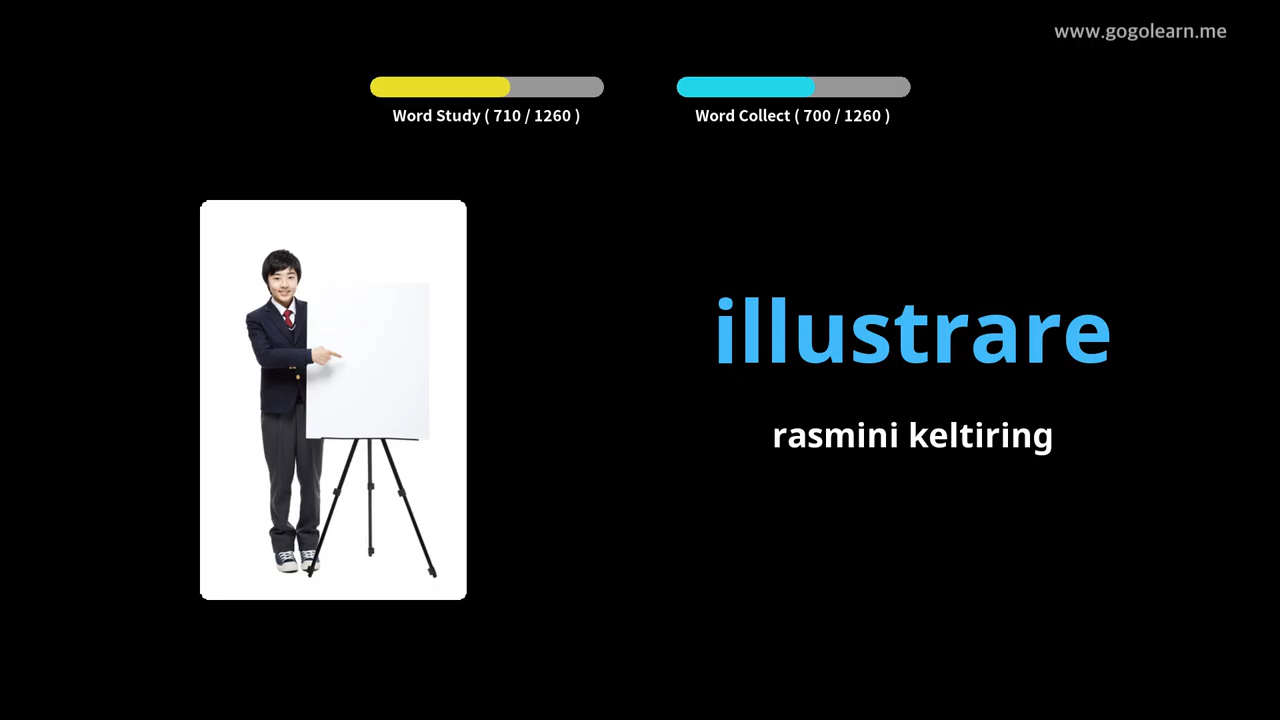 www.gogolearn.me
Word Study ( 710 / 1260 )
Word Collect ( 700 / 1260 )
illustrare
rasmini keltiring